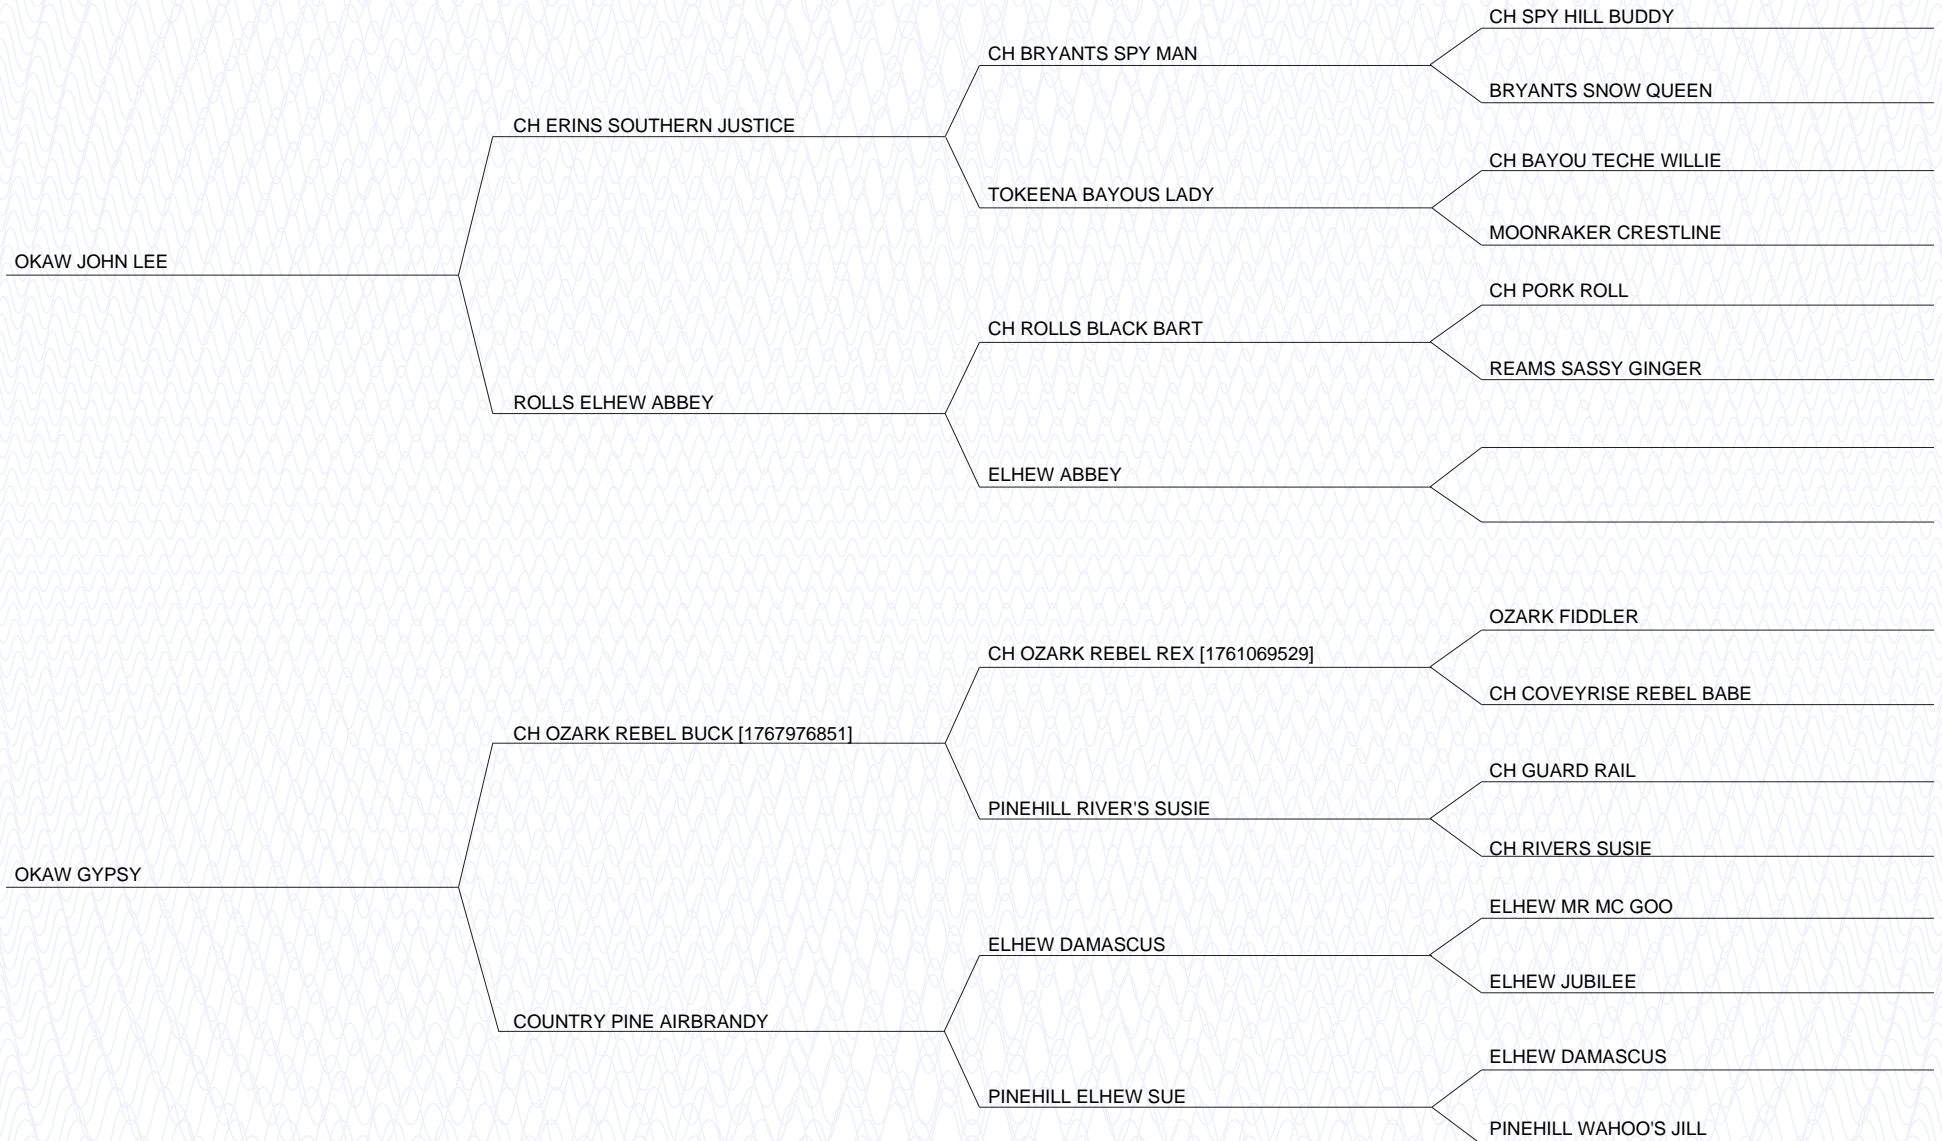 CH SPY HILL BUDDY
CH BRYANTS SPY MAN
BRYANTS SNOW QUEEN
CH ERINS SOUTHERN JUSTICE
CH BAYOU TECHE WILLIE
TOKEENA BAYOUS LADY
MOONRAKER CRESTLINE
OKAW JOHN LEE
CH PORK ROLL
CH ROLLS BLACK BART
REAMS SASSY GINGER
ROLLS ELHEW ABBEY
ELHEW ABBEY
OZARK FIDDLER
CH OZARK REBEL REX [1761069529]
CH COVEYRISE REBEL BABE
CH OZARK REBEL BUCK [1767976851]
CH GUARD RAIL
PINEHILL RIVER'S SUSIE
CH RIVERS SUSIE
OKAW GYPSY
ELHEW MR MC GOO
ELHEW DAMASCUS
ELHEW JUBILEE
COUNTRY PINE AIRBRANDY
ELHEW DAMASCUS
PINEHILL ELHEW SUE
PINEHILL WAHOO'S JILL